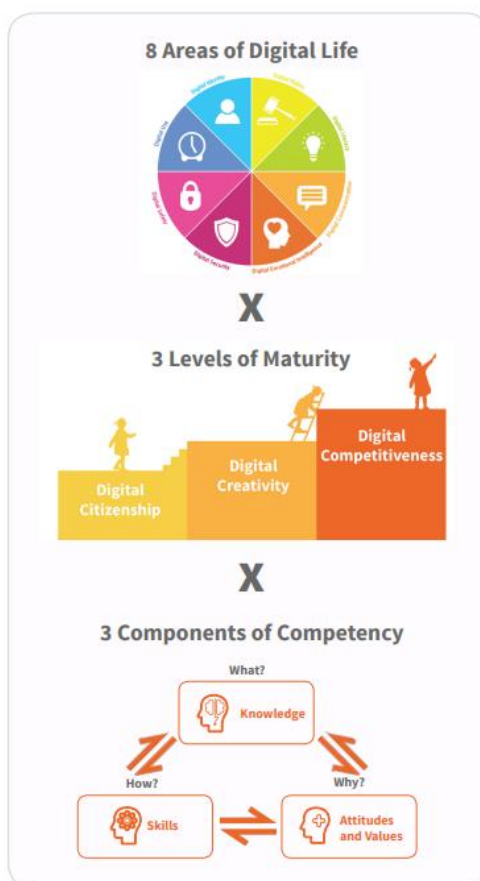 8 Areas of Digital Life
Digital Identity
Digital Rights
Digital Use
Digital Literacy
Digital Safety
Digital Communication
Digital Security
Digital Emotional Intelligence
X
3 Levels of Maturity
Digital
Citizenship
Digital
Creativity
Digital
Competitiveness
X
3 Components of Competency
What?
Knowledge
How?
Skills
Why?
Attitudes
and Values